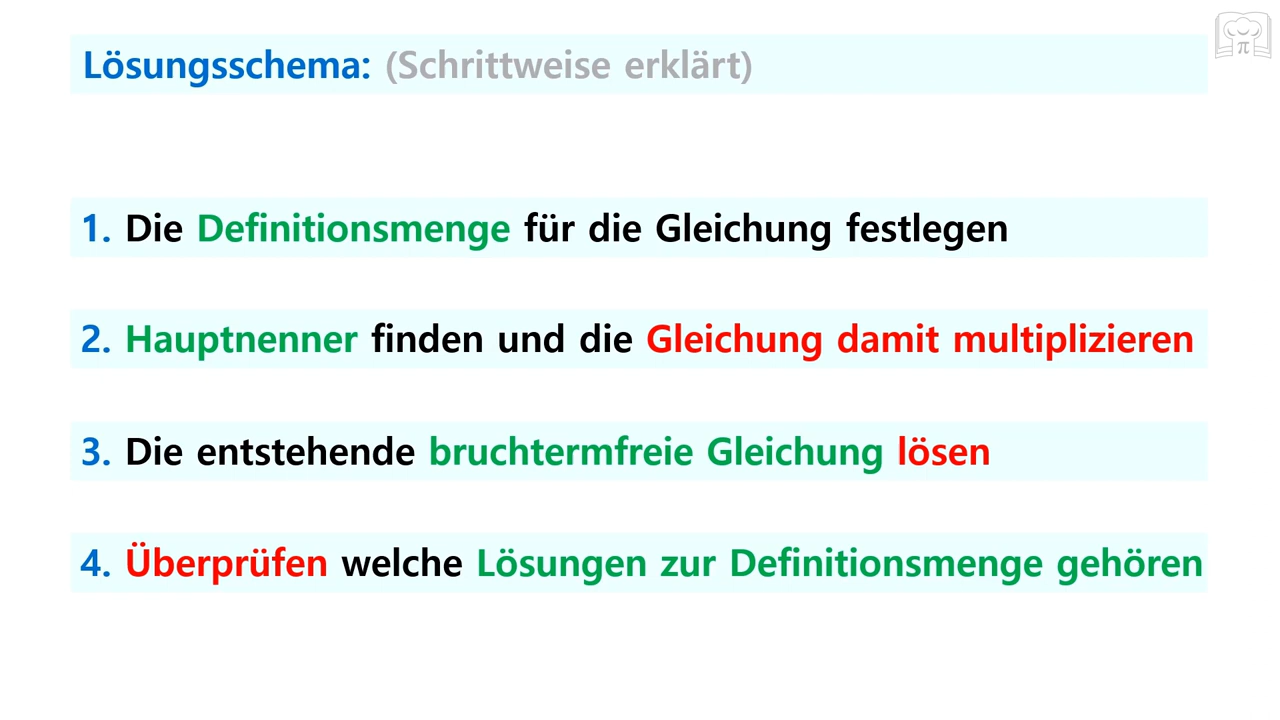 Lösungsschema: (Schrittweise erklärt)
1. Die Definitionsmenge für die Gleichung festlegen
2. Hauptnenner finden und die Gleichung damit multiplizieren
3. Die entstehende bruchtermfreie Gleichung lösen
4. Überprüfen welche Lösungen zur Definitionsmenge gehören
π